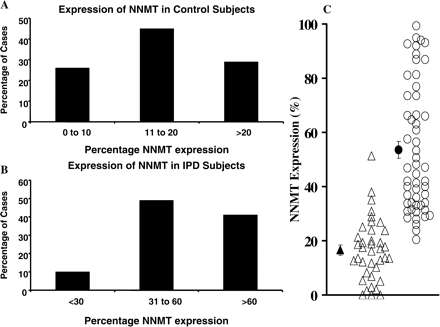 A
Expression of NNMT in Control Subjects
Percentage of Cases
50
40
30
20
10
0
0 to 10
11 to 20
>20
Percentage NNMT expression
B
Expression of NNMT in IPD Subjects
Percentage of Cases
60
50
40
30
20
10
0
<30
31 to 60
>60
Percentage NNMT expression
C
NNMT Expression (%)
100
80
60
40
20
0